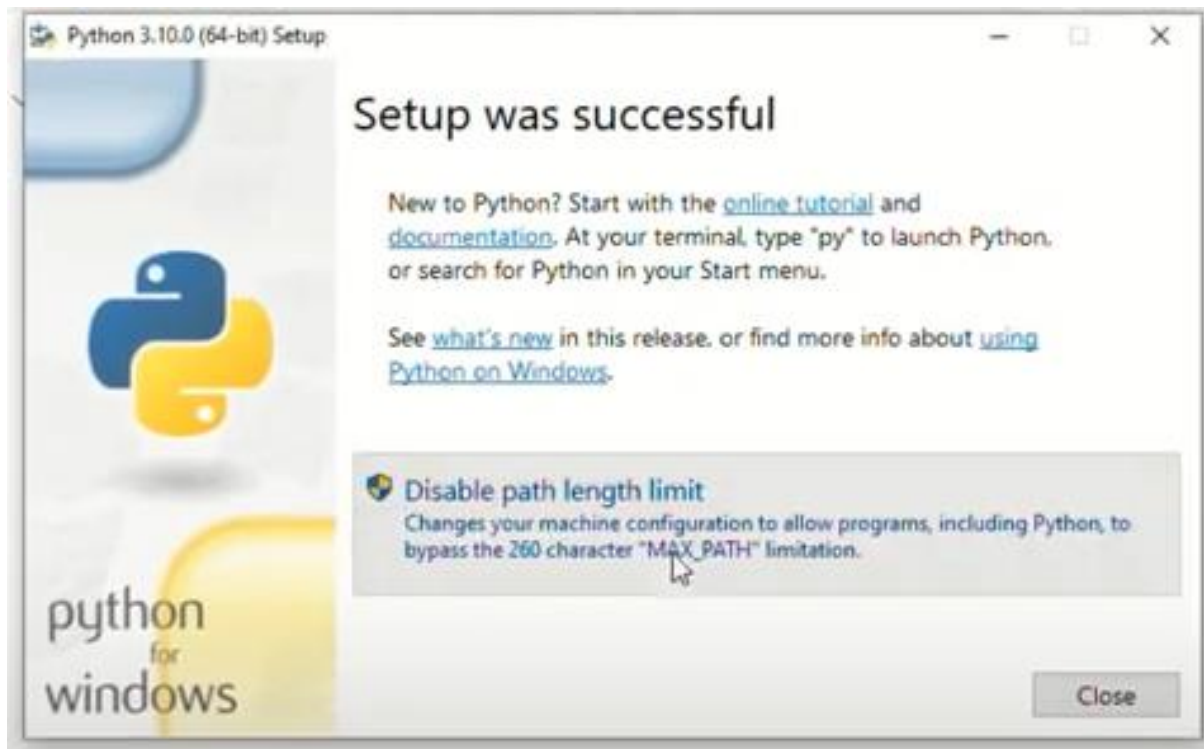 Python 3.10.0 (64-bit) Setup
Setup was successful
New to Python? Start with the online tutorial and
documentation. At your terminal, type "py" to launch Python,
or search for Python in your Start menu.
See what's new in this release, or find more info about using
Python on Windows.
Disable path length limit
Changes your machine configuration to allow programs, including Python, to
bypass the 260 character "MAX_PATH" limitation.
python
for
windows
Close